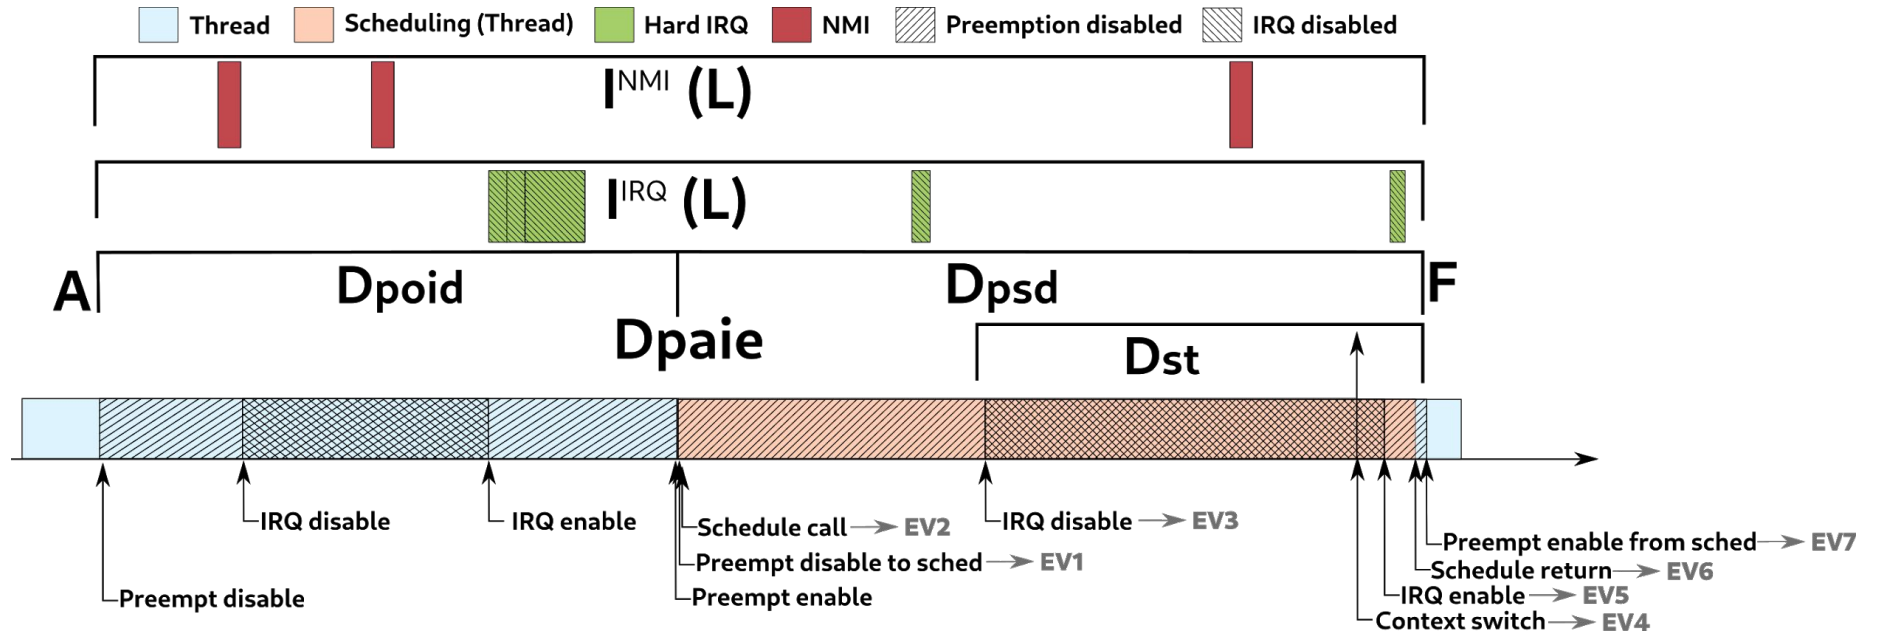 Thread Scheduling (Thread) Hard IRQ NMI Preemption disabled IRQ disabled
I^NMI (L)
I^IRQ (L)
A Dpoid Dpsd F
Dpaie Dst
IRQ disable IRQ enable Schedule call EV2 IRQ disable EV3
Preempt enable from sched EV7
Preempt disable to sched EV1
Schedule return EV6
Preempt disable Preempt enable IRQ enable EV5
Context switch EV4